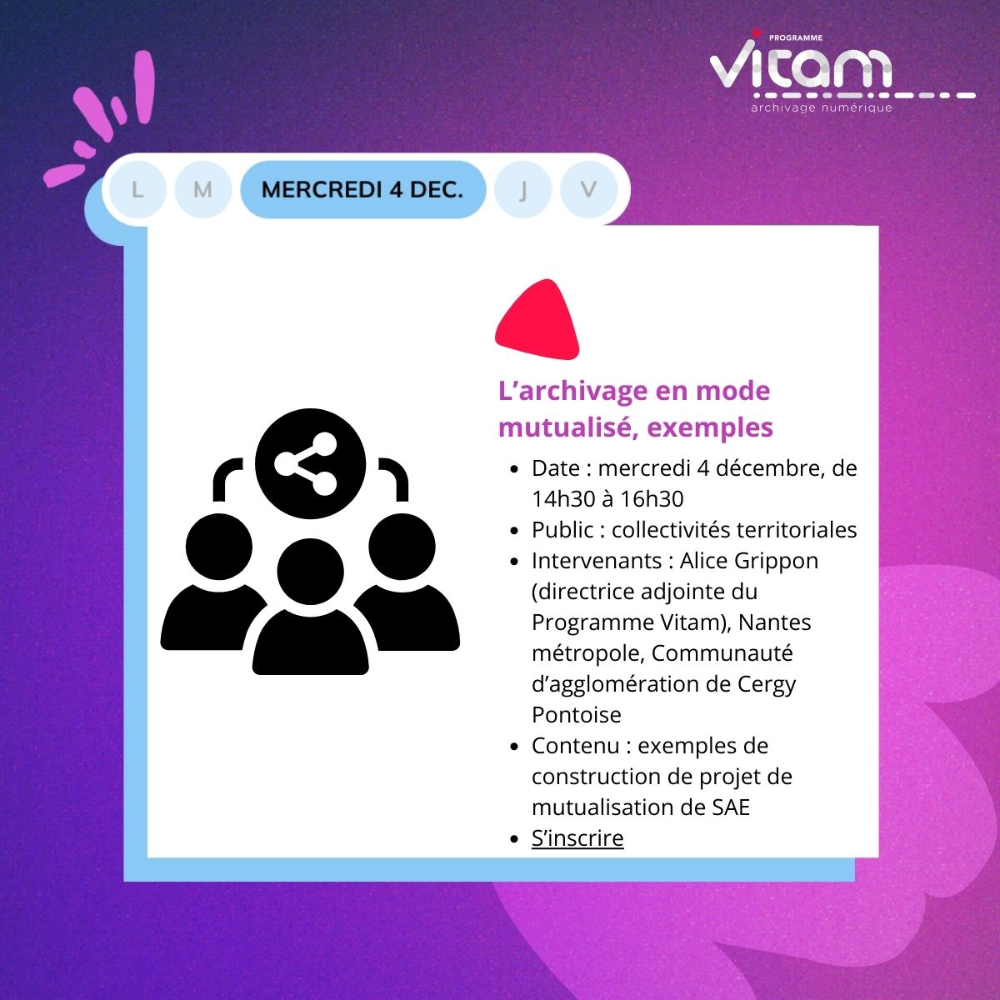 PROGRAMME
vitam
archivage numérique
L M MERCREDI 4 DEC. J V
L’archivage en mode
mutualisé, exemples
• Date : mercredi 4 décembre, de
14h30 à 16h30
• Public : collectivités territoriales
• Intervenants : Alice Grippon
(directrice adjointe du
Programme Vitam), Nantes
métropole, Communauté
d’agglomération de Cergy
Pontoise
• Contenu : exemples de
construction de projet de
mutualisation de SAE
• S’inscrire